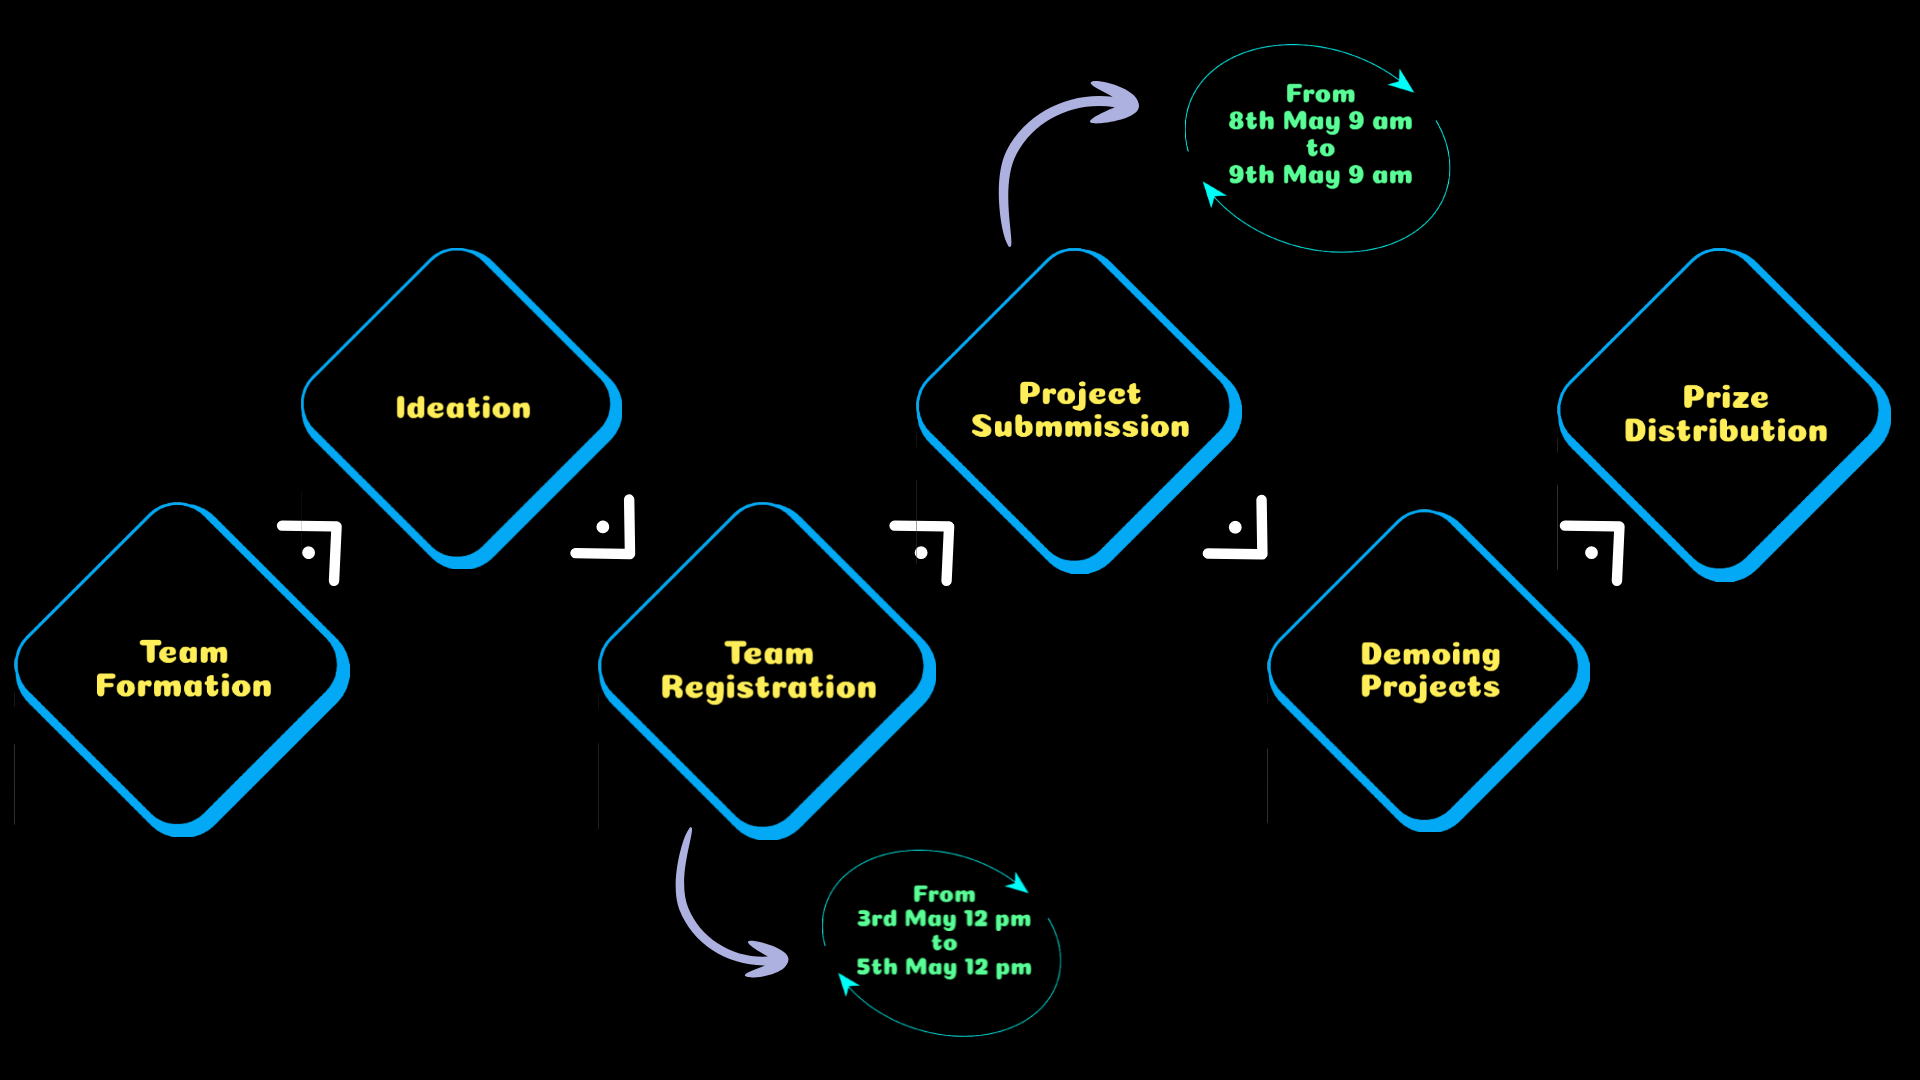 Team
Formation
Ideation
Team
Registration
From
3rd May 12 pm
to
5th May 12 pm
Project
Submmission
From
8th May 9 am
to
9th May 9 am
Demoing
Projects
Prize
Distribution